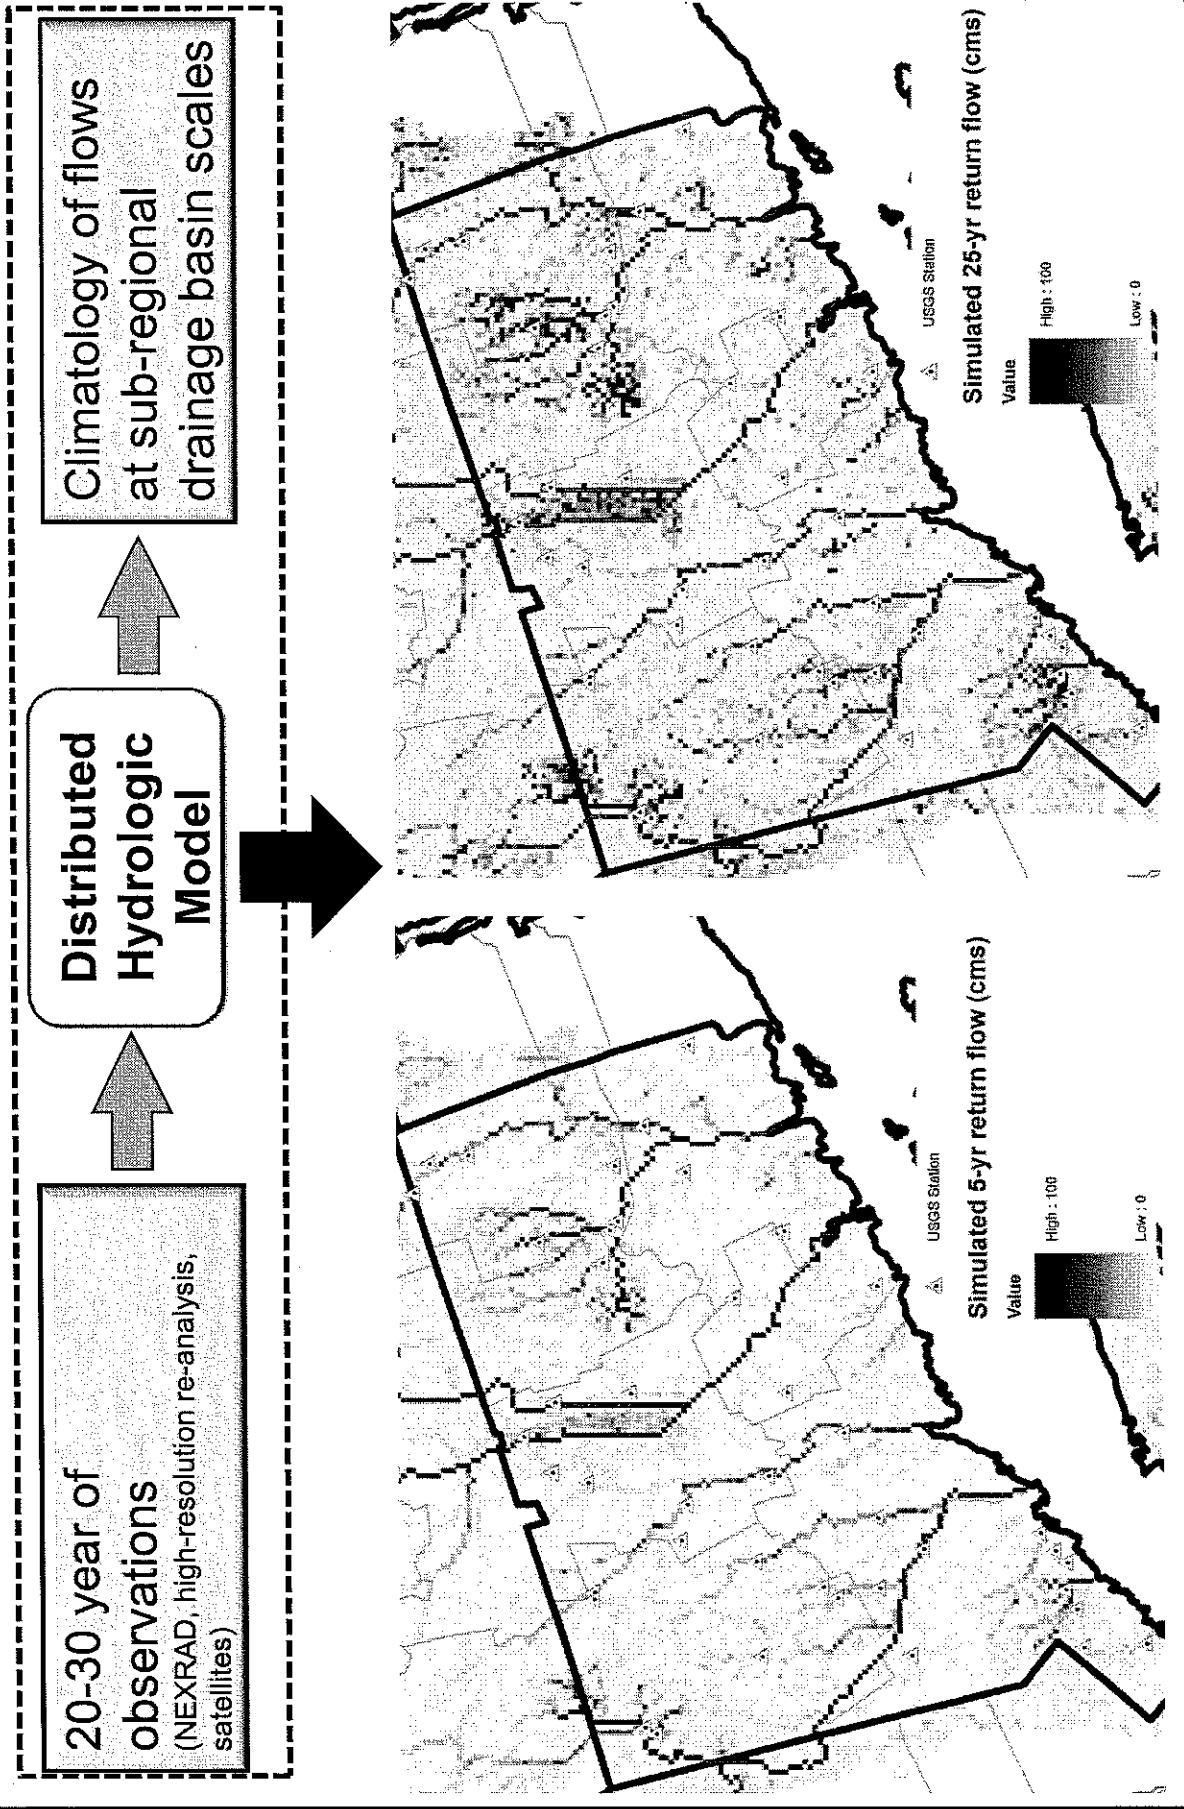 20-30 year of
observations
(NEXRAD, high-resolution re-analysis,
satellites)
Distributed
Hydrologic
Model
Climatology of flows
at sub-regional
drainage basin scales
USGS Station
Simulated 5-yr return flow (cms)
Value
High : 100
Low : 0
USGS Station
Simulated 25-yr return flow (cms)
Value
High : 100
Low : 0